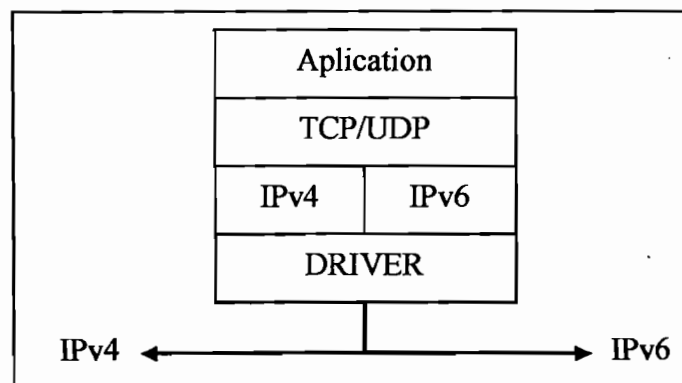 Aplication
TCP/UDP
IPv4 IPv6
DRIVER
IPv4 IPv6